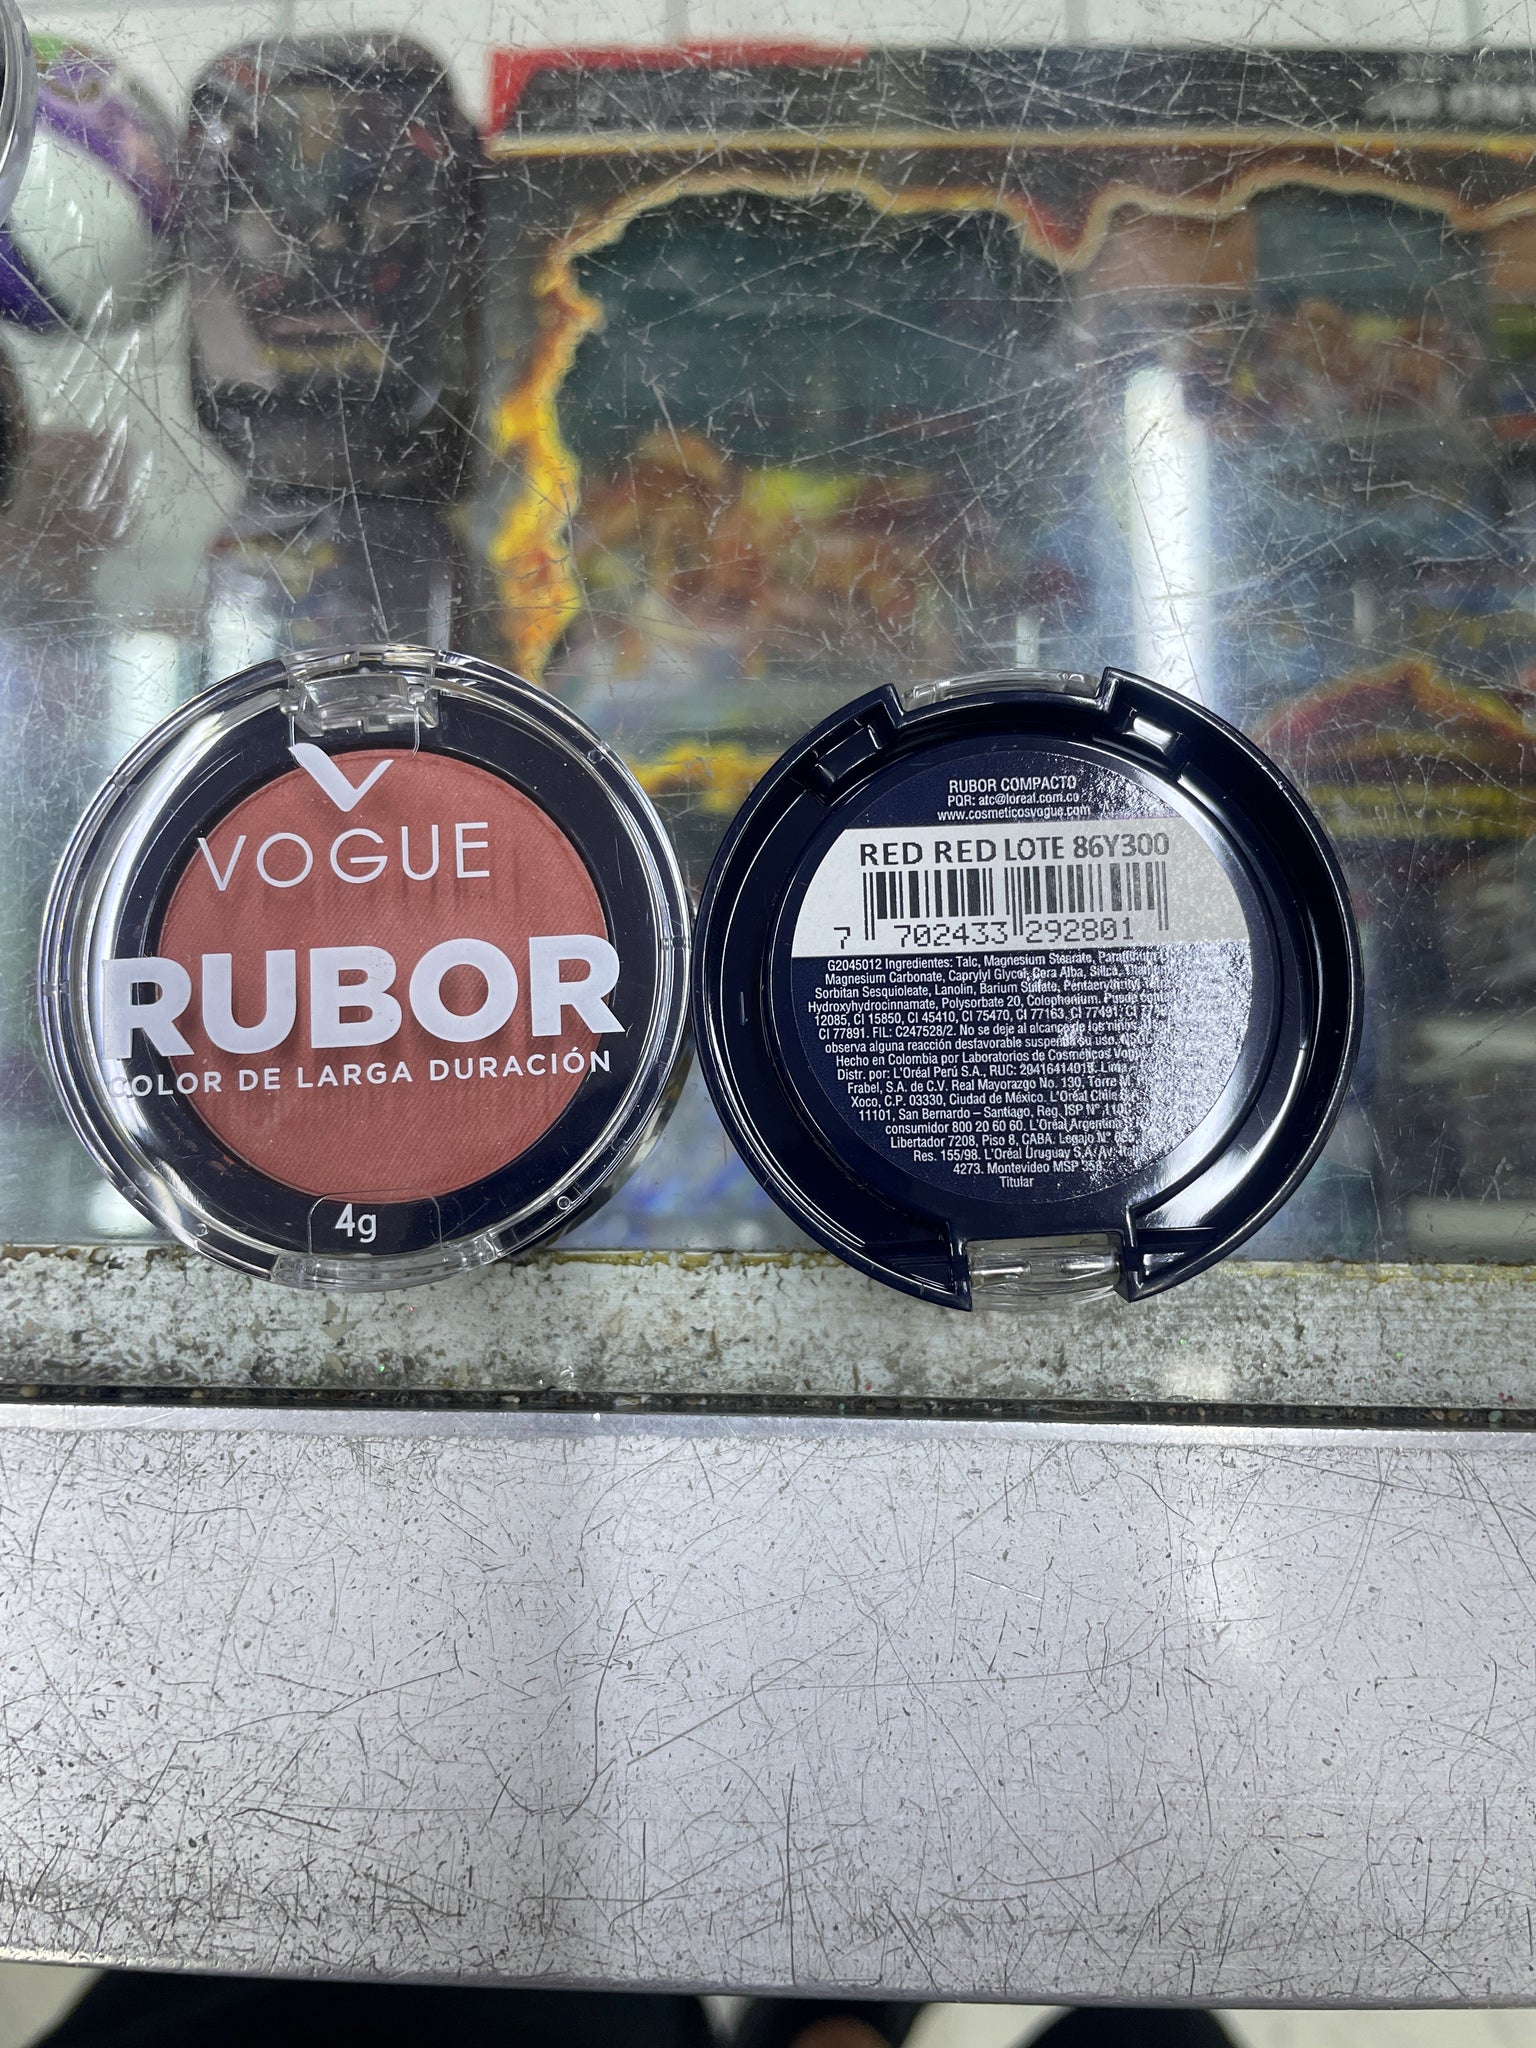 VOGUE
RUBOR
COLOR DE LARGA DURACIÓN
4g
RUBOR COMPACTO
PQR: atc@loreal.com.co
www.cosmeticosvogue.com
RED RED LOTE 86Y300
7 702433 292801
G2045012 Ingredientes: Talc, Magnesium Stearate,
Magnesium Carbonate, Caprylyl Glycol, Cera Alba, Silica,
Sorbitan Sesquioleate, Lanolin, Barium Sulfate,
Hydroxyhydrocinnamate, Polysorbate 20, Colophonium. Puede
12085, CI 15850, CI 45410, CI 75470, CI 77163, CI 77491,
CI 77891. FIL: C247528/2. No se deje al alcance de los niños.
observa alguna reacción desfavorable suspenda su uso.
Hecho en Colombia por Laboratorios de Cosméticos
Distr. por: L'Oréal Perú S.A., RUC: 20416414018. Lima
Frabel, S.A. de C.V. Real Mayorazgo No. 130, Torre
Xoco, C.P. 03330, Ciudad de México. L'Oréal Chile
11101, San Bernardo – Santiago, Reg. ISP N°
consumidor 800 20 60 60. L'Oréal Argentina
Libertador 7208, Piso 8, CABA. Legajo N°
Res. 155/98. L'Oréal Uruguay S.A. Av.
4273. Montevideo MSP
Titular